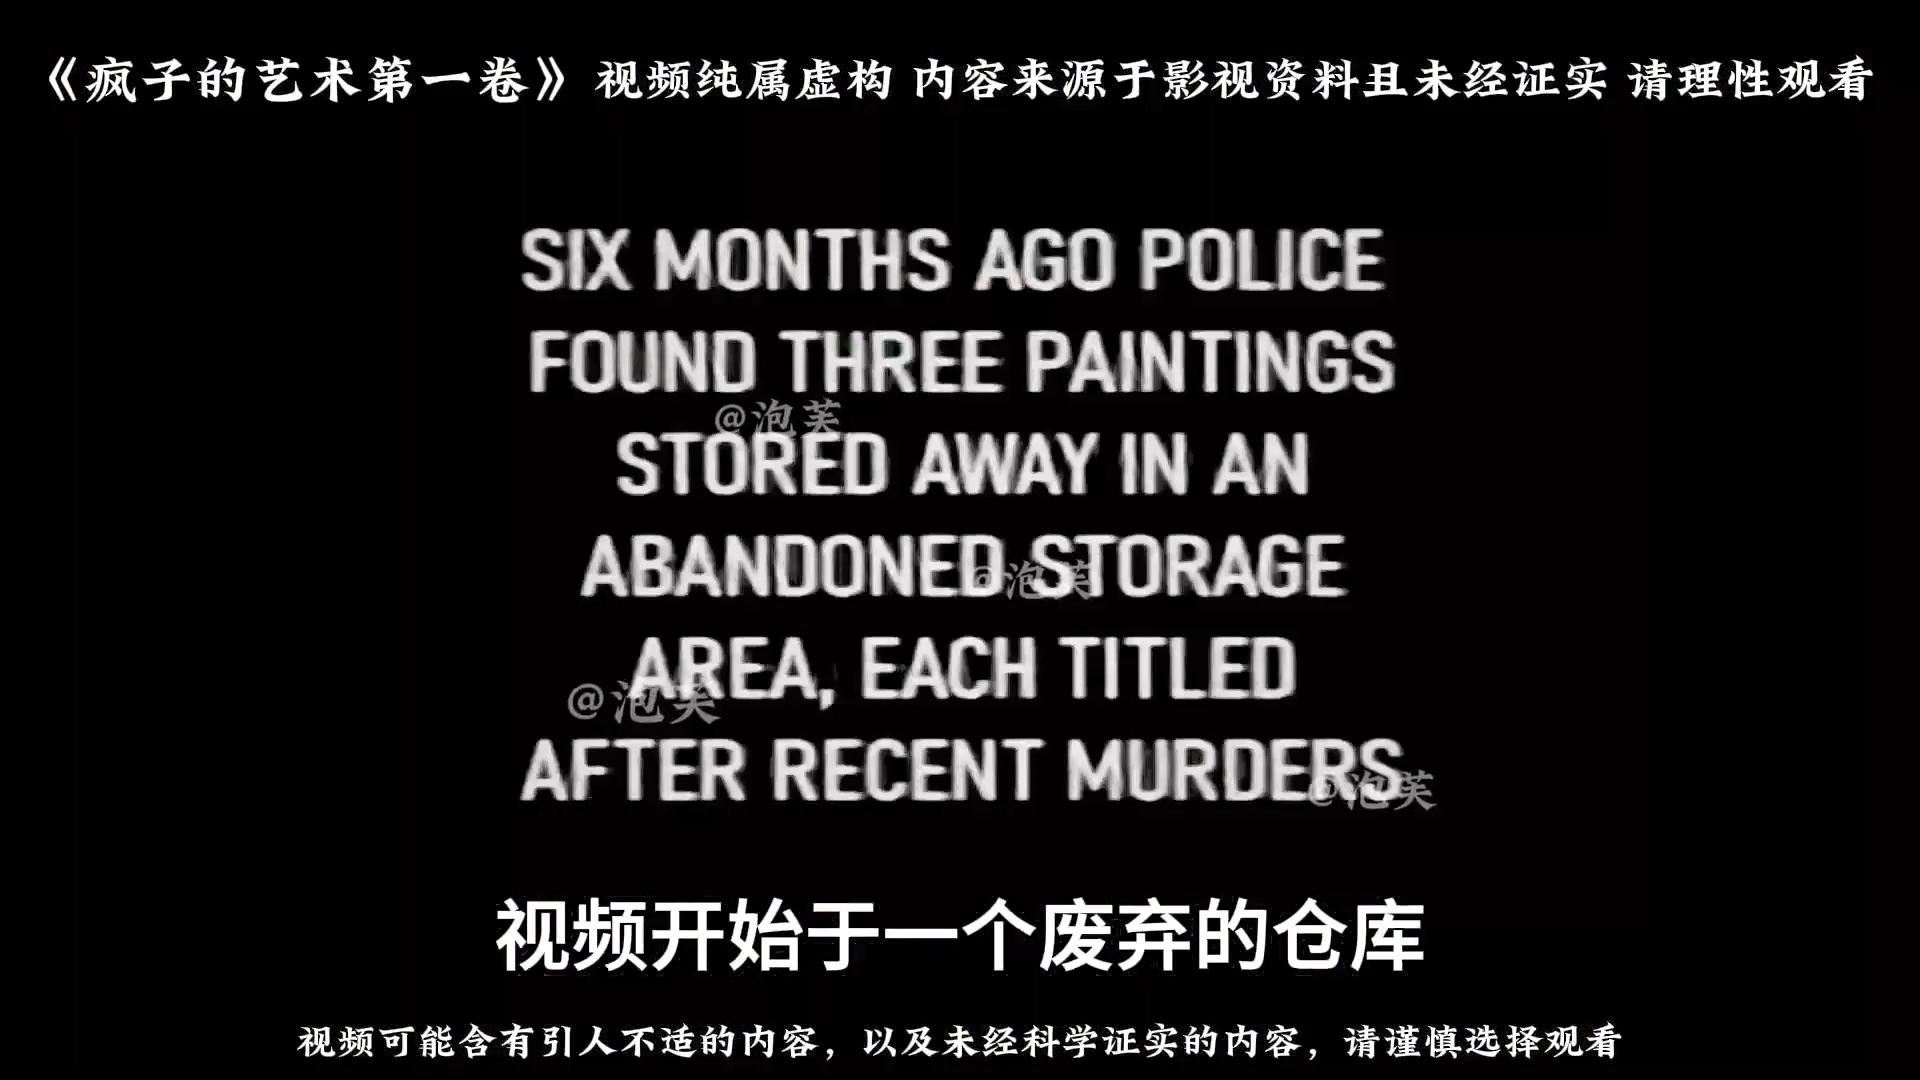 《疯子的艺术第一卷》视频纯属虚构 内容来源于影视资料且未经证实 请理性观看
SIX MONTHS AGO POLICE
FOUND THREE PAINTINGS
@泡芙
STORED AWAY IN AN
ABANDONED STORAGE
@泡芙
AREA, EACH TITLED
@泡芙
AFTER RECENT MURDERS
@泡芙
视频开始于一个废弃的仓库
视频可能含有引人不适的内容，以及未经科学证实的内容，请谨慎选择观看